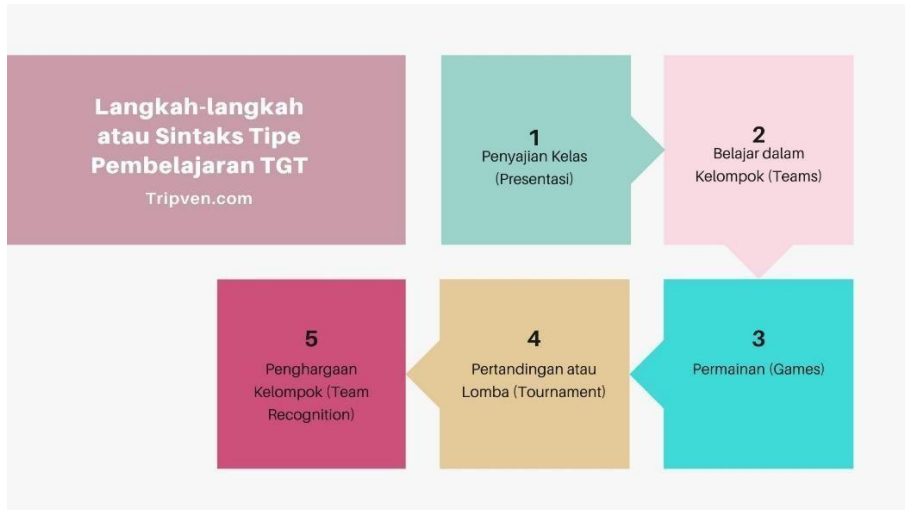 Langkah-langkah
atau Sintaks Tipe
Pembelajaran TGT
Tripven.com
1
Penyajian Kelas
(Presentasi)
2
Belajar dalam
Kelompok (Teams)
3
Permainan (Games)
4
Pertandingan atau
Lomba (Tournament)
5
Penghargaan
Kelompok (Team
Recognition)